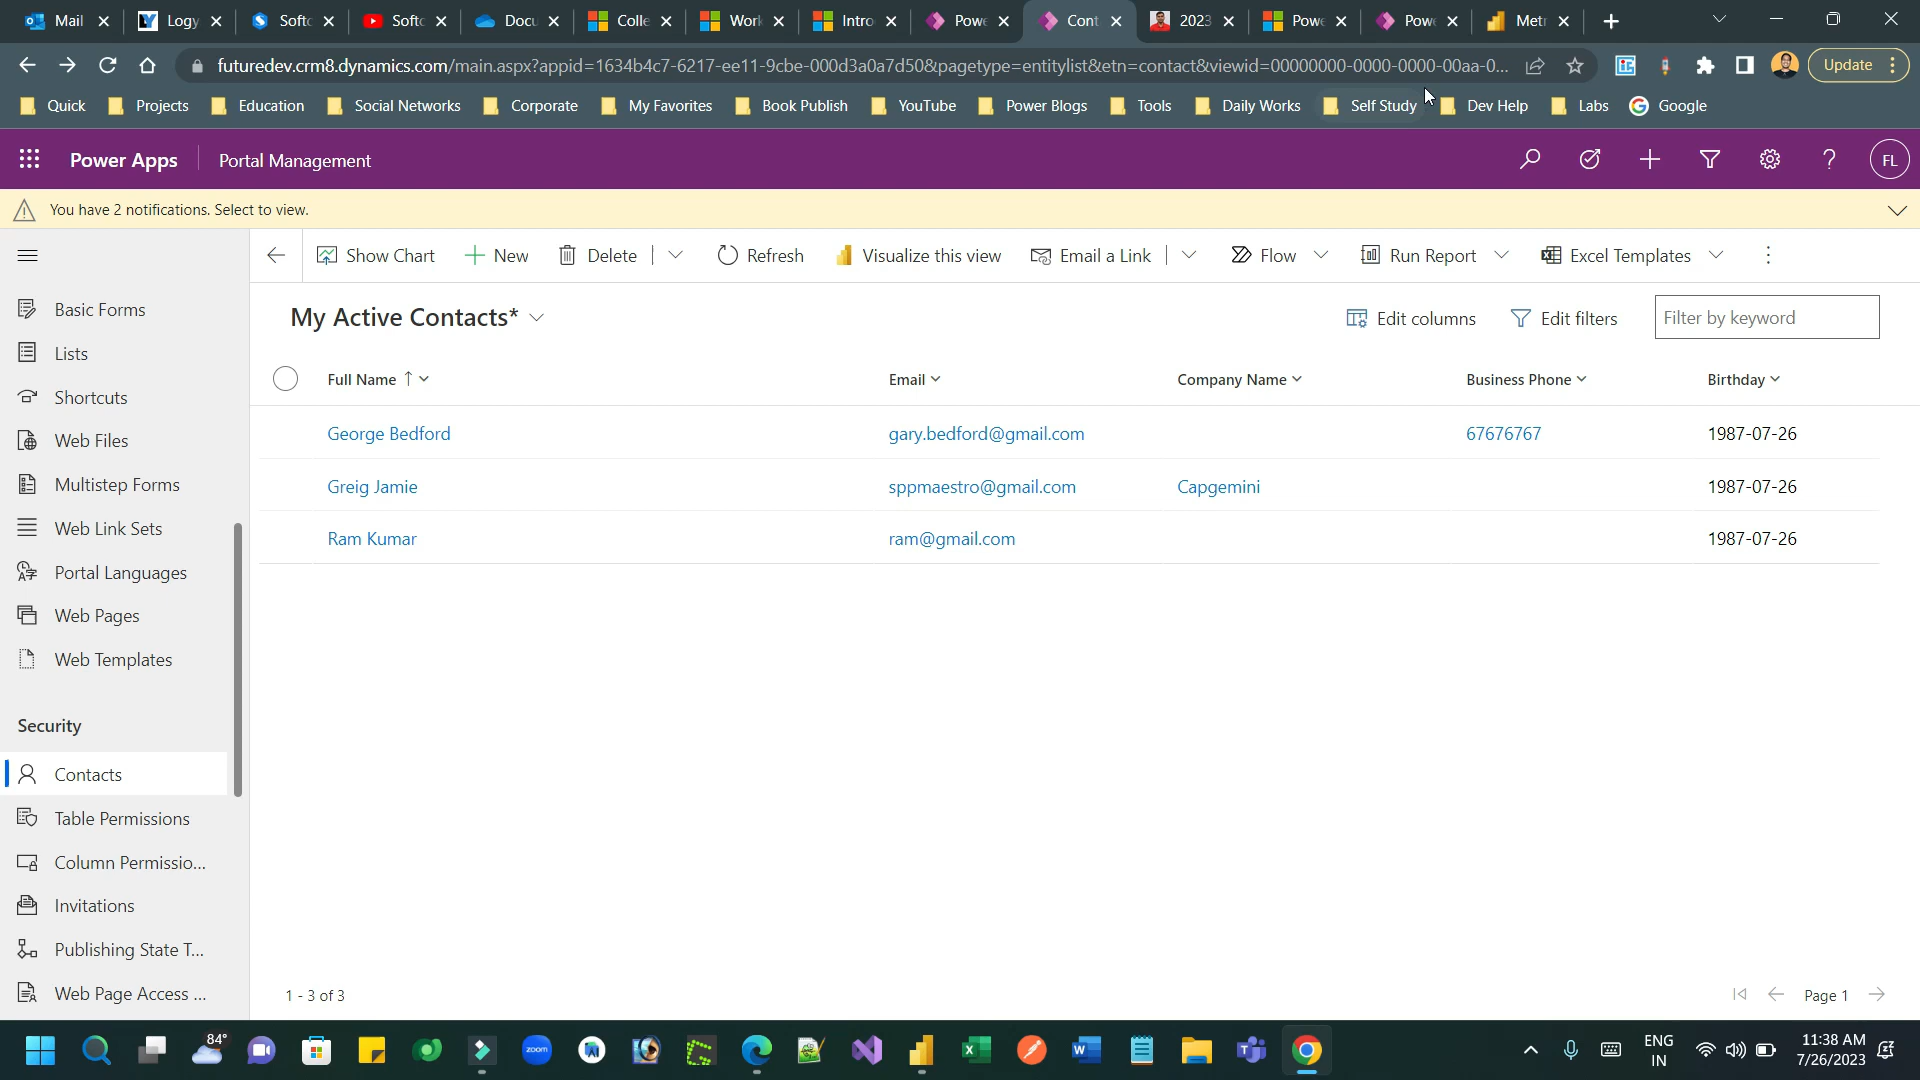 Mail
Logy
Softc
Softc
Docu
Colle
Work
Intro
Powe
Cont
2023
Powe
Powe
Metr
futuredev.crm8.dynamics.com/main.aspx?appid=1634b4c7-6217-ee11-9cbe-000d3a0a7d50&pagetype=entitylist&etn=contact&viewid=00000000-0000-0000-00aa-0...
Update
Quick Projects Education Social Networks Corporate My Favorites Book Publish YouTube Power Blogs Tools Daily Works Self Study Dev Help Labs Google
Power Apps Portal Management
FL
You have 2 notifications. Select to view.
Show Chart New Delete Refresh Visualize this view Email a Link Flow Run Report Excel Templates
Basic Forms
Lists
Shortcuts
Web Files
Multistep Forms
Web Link Sets
Portal Languages
Web Pages
Web Templates
Security
Contacts
Table Permissions
Column Permissio...
Invitations
Publishing State T...
Web Page Access ...
My Active Contacts*
Edit columns Edit filters Filter by keyword
Full Name Email Company Name Business Phone Birthday
George Bedford gary.bedford@gmail.com 67676767 1987-07-26
Greig Jamie sppmaestro@gmail.com Capgemini 1987-07-26
Ram Kumar ram@gmail.com 1987-07-26
1 - 3 of 3
Page 1
84°
zoom
ENG
IN
11:38 AM
7/26/2023